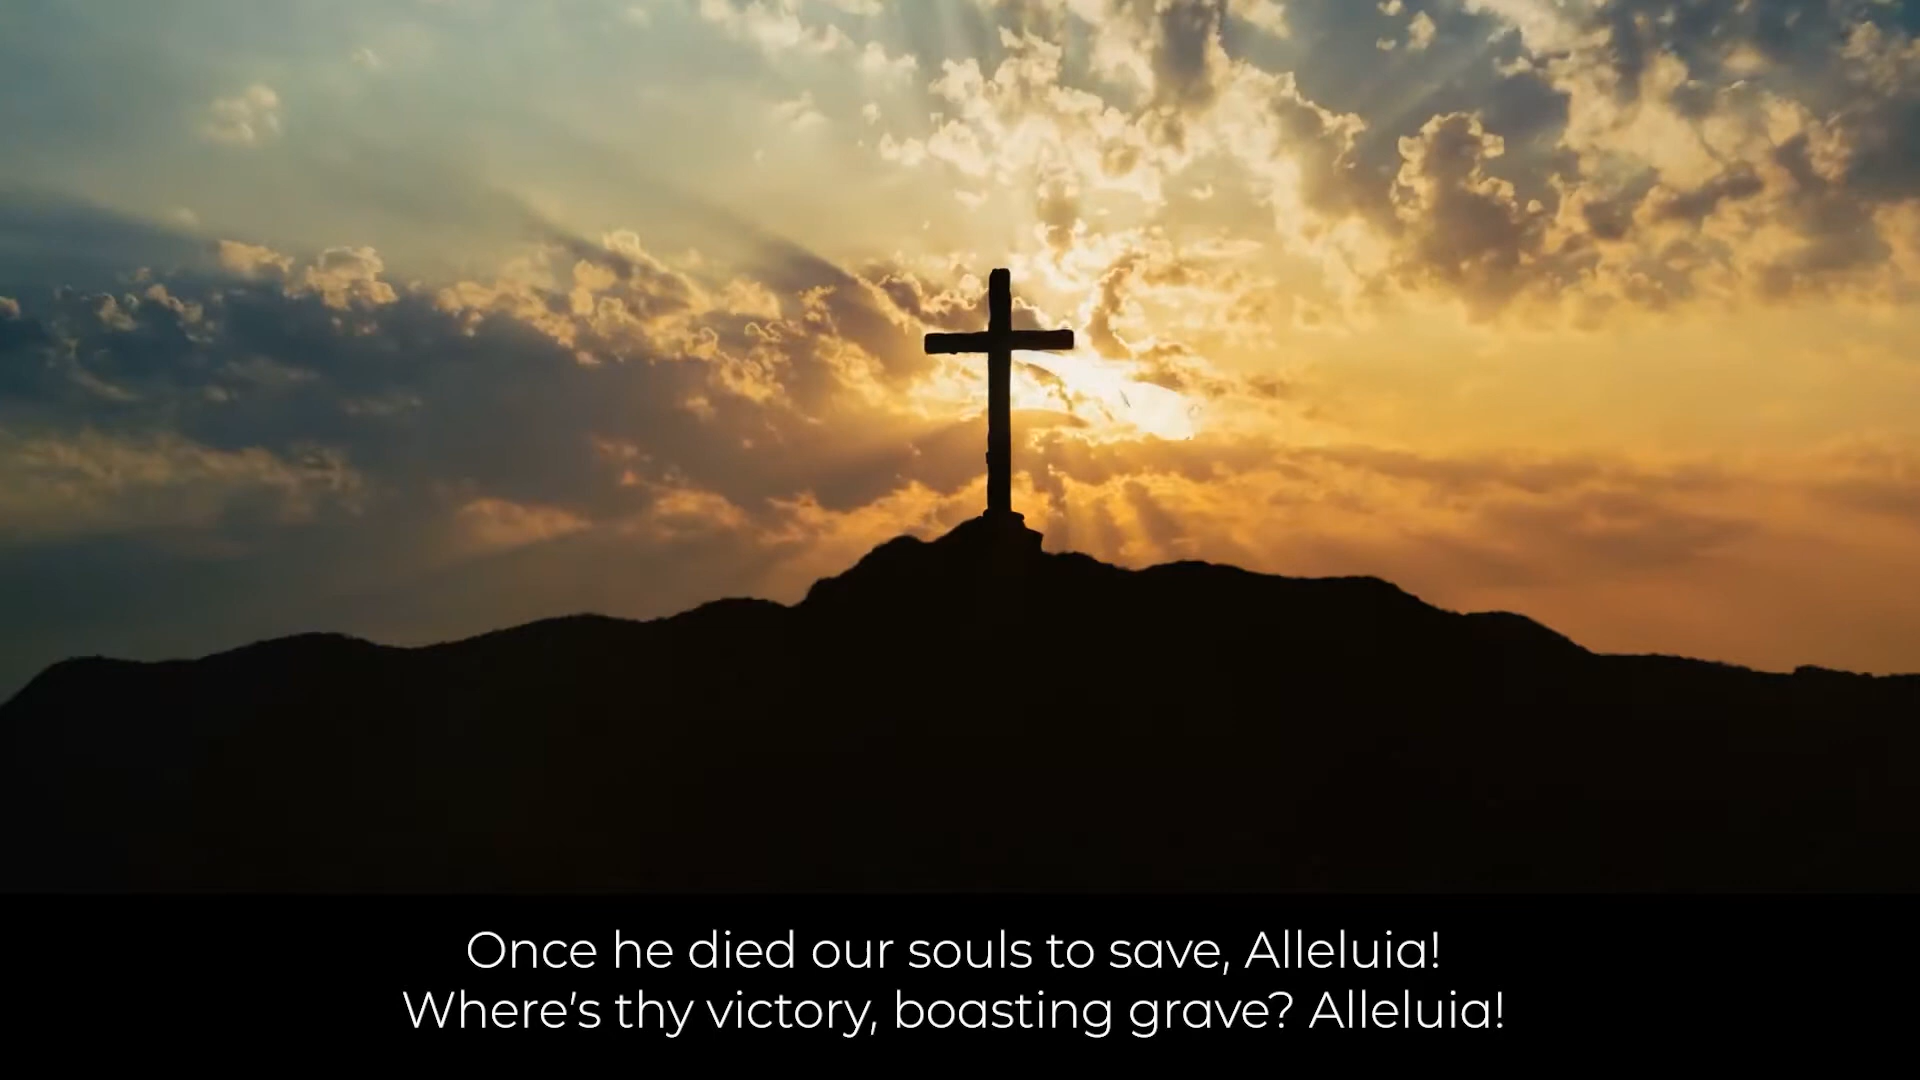 Once he died our souls to save, Alleluia!
Where's thy victory, boasting grave? Alleluia!